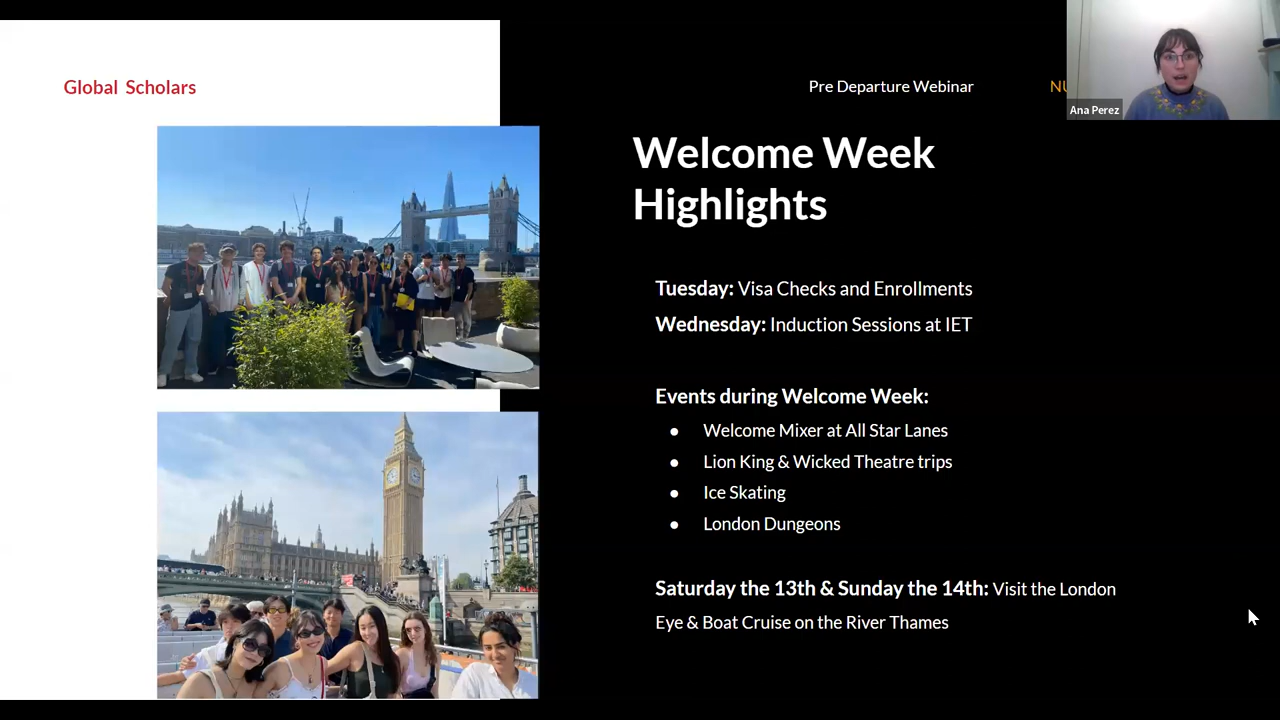 Global Scholars
Pre Departure Webinar
Ana Perez
Welcome Week
Highlights
Tuesday: Visa Checks and Enrollments
Wednesday: Induction Sessions at IET
Events during Welcome Week:
● Welcome Mixer at All Star Lanes
● Lion King & Wicked Theatre trips
● Ice Skating
● London Dungeons
Saturday the 13th & Sunday the 14th: Visit the London
Eye & Boat Cruise on the River Thames